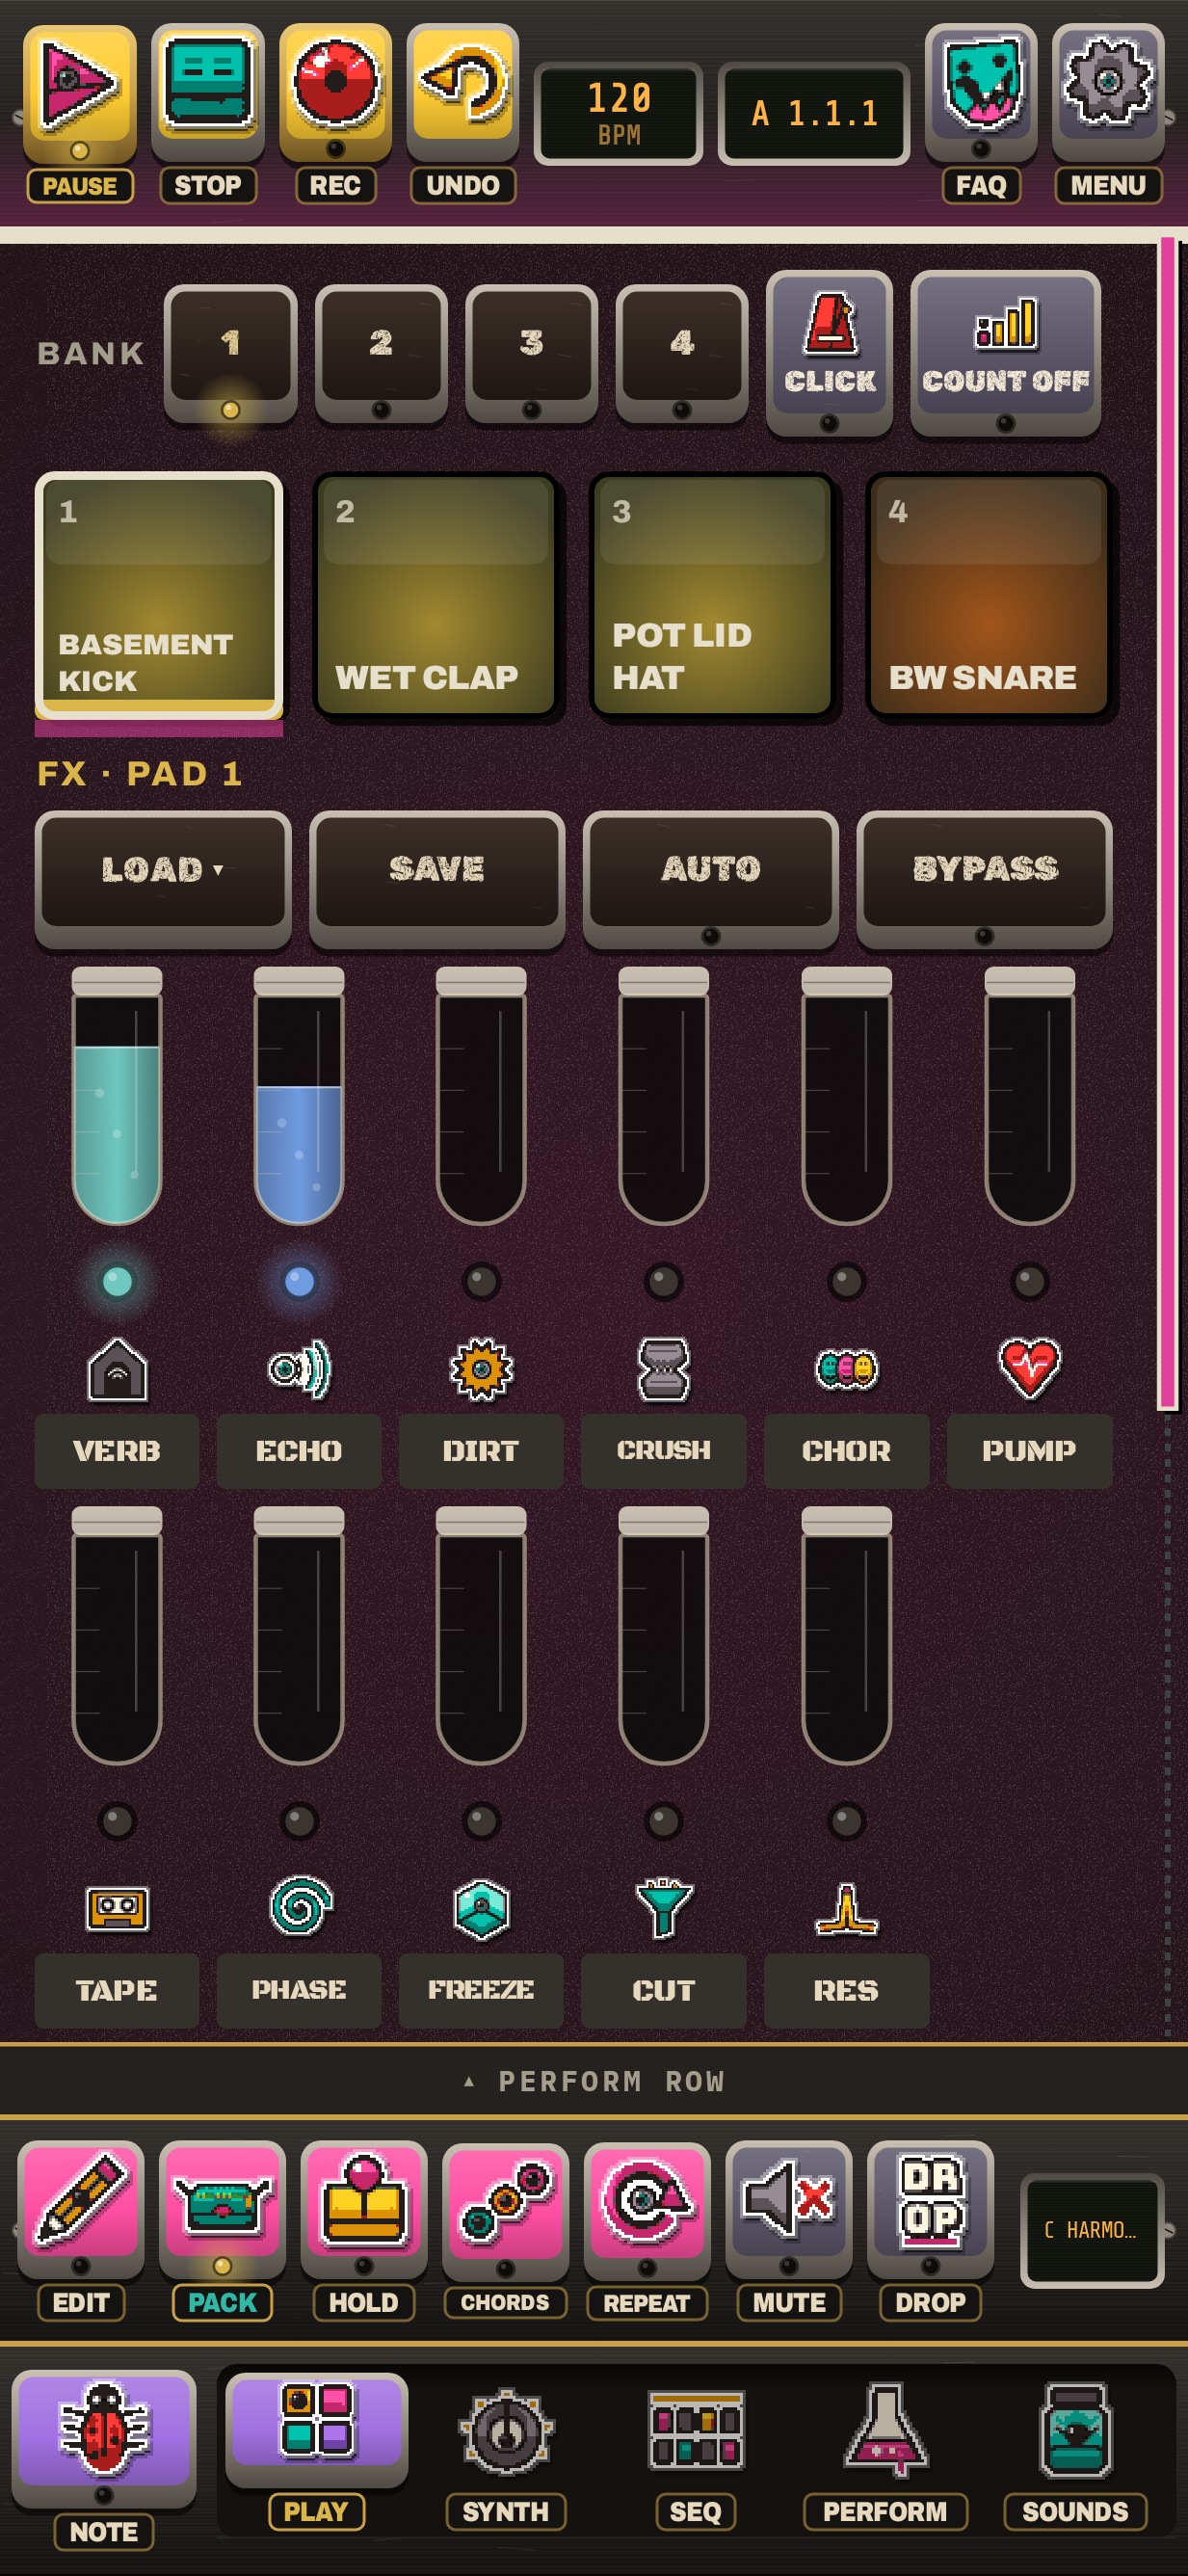 120
BPM
A 1.1.1
PAUSE
STOP
REC
UNDO
FAQ
MENU
BANK
1
2
3
4
CLICK
COUNT OFF
1
BASEMENT
KICK
2
WET CLAP
3
POT LID
HAT
4
BW SNARE
FX · PAD 1
LOAD ▾
SAVE
AUTO
BYPASS
VERB
ECHO
DIRT
CRUSH
CHOR
PUMP
TAPE
PHASE
FREEZE
CUT
RES
▴ PERFORM ROW
DR
OP
C HARMO…
EDIT
PACK
HOLD
CHORDS
REPEAT
MUTE
DROP
NOTE
PLAY
SYNTH
SEQ
PERFORM
SOUNDS